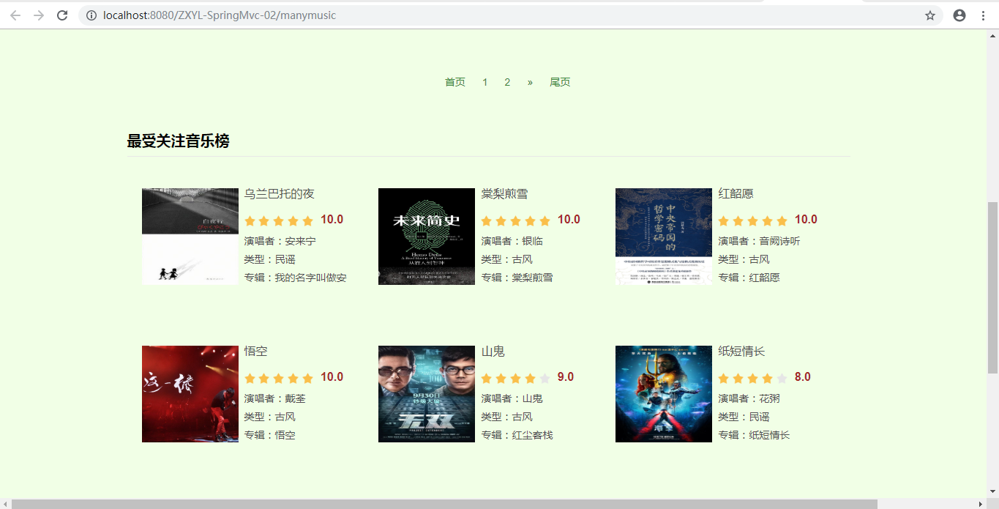 localhost:8080/ZXYL-SpringMvc-02/manymusic
首页 1 2 » 尾页
最受关注音乐榜
白夜行
乌兰巴托的夜
10.0
演唱者：安来宁
类型：民谣
专辑：我的名字叫做安
未来简史
Homo Deus
A Brief History of Tomorrow
从智人到智神
棠梨煎雪
10.0
演唱者：银临
类型：古风
专辑：棠梨煎雪
中央帝国的
哲学密码
红韶愿
10.0
演唱者：音阙诗听
类型：古风
专辑：红韶愿
这一样
悟空
10.0
演唱者：戴荃
类型：古风
专辑：悟空
9月30日
无双
PROJECT GUTENBERG
山鬼
9.0
演唱者：山鬼
类型：古风
专辑：红尘客栈
海王
纸短情长
8.0
演唱者：花粥
类型：民谣
专辑：纸短情长